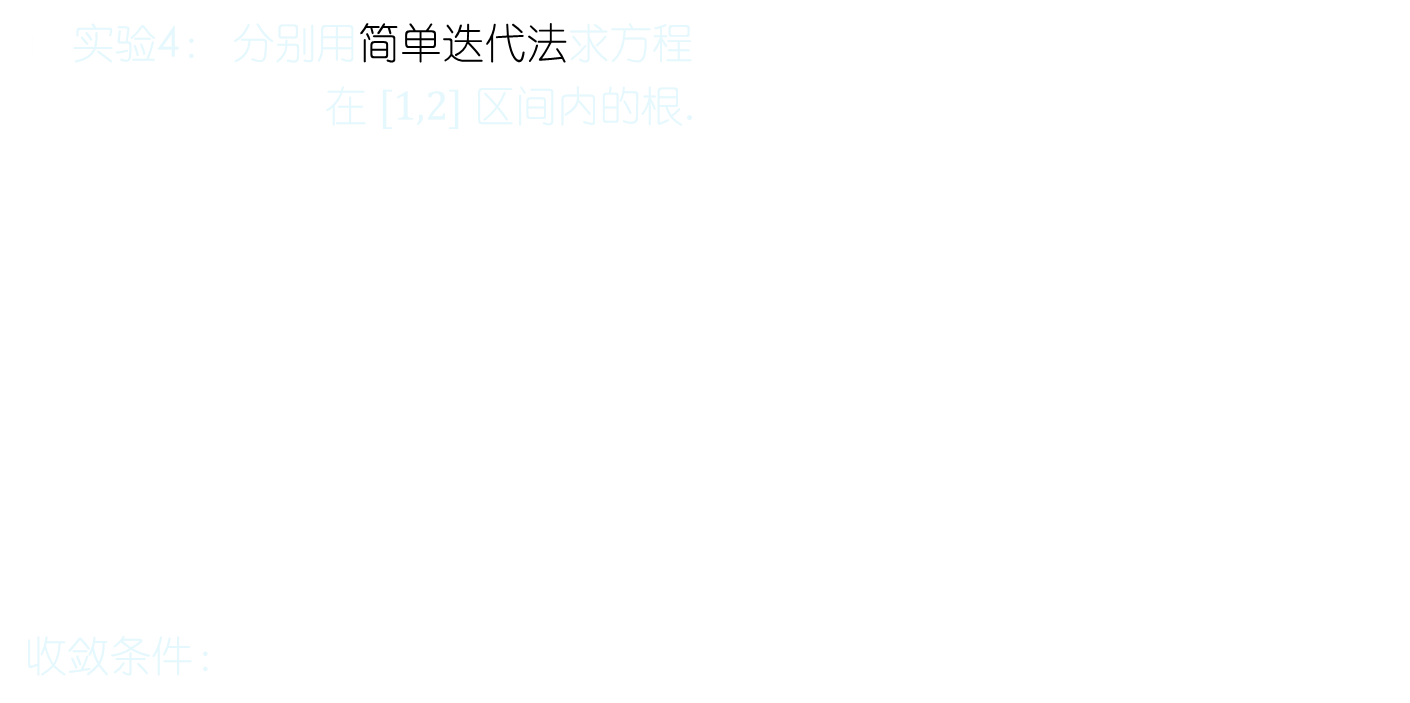 实验4： 分别用简单迭代法求方程
在 [1,2] 区间内的根.
收敛条件：